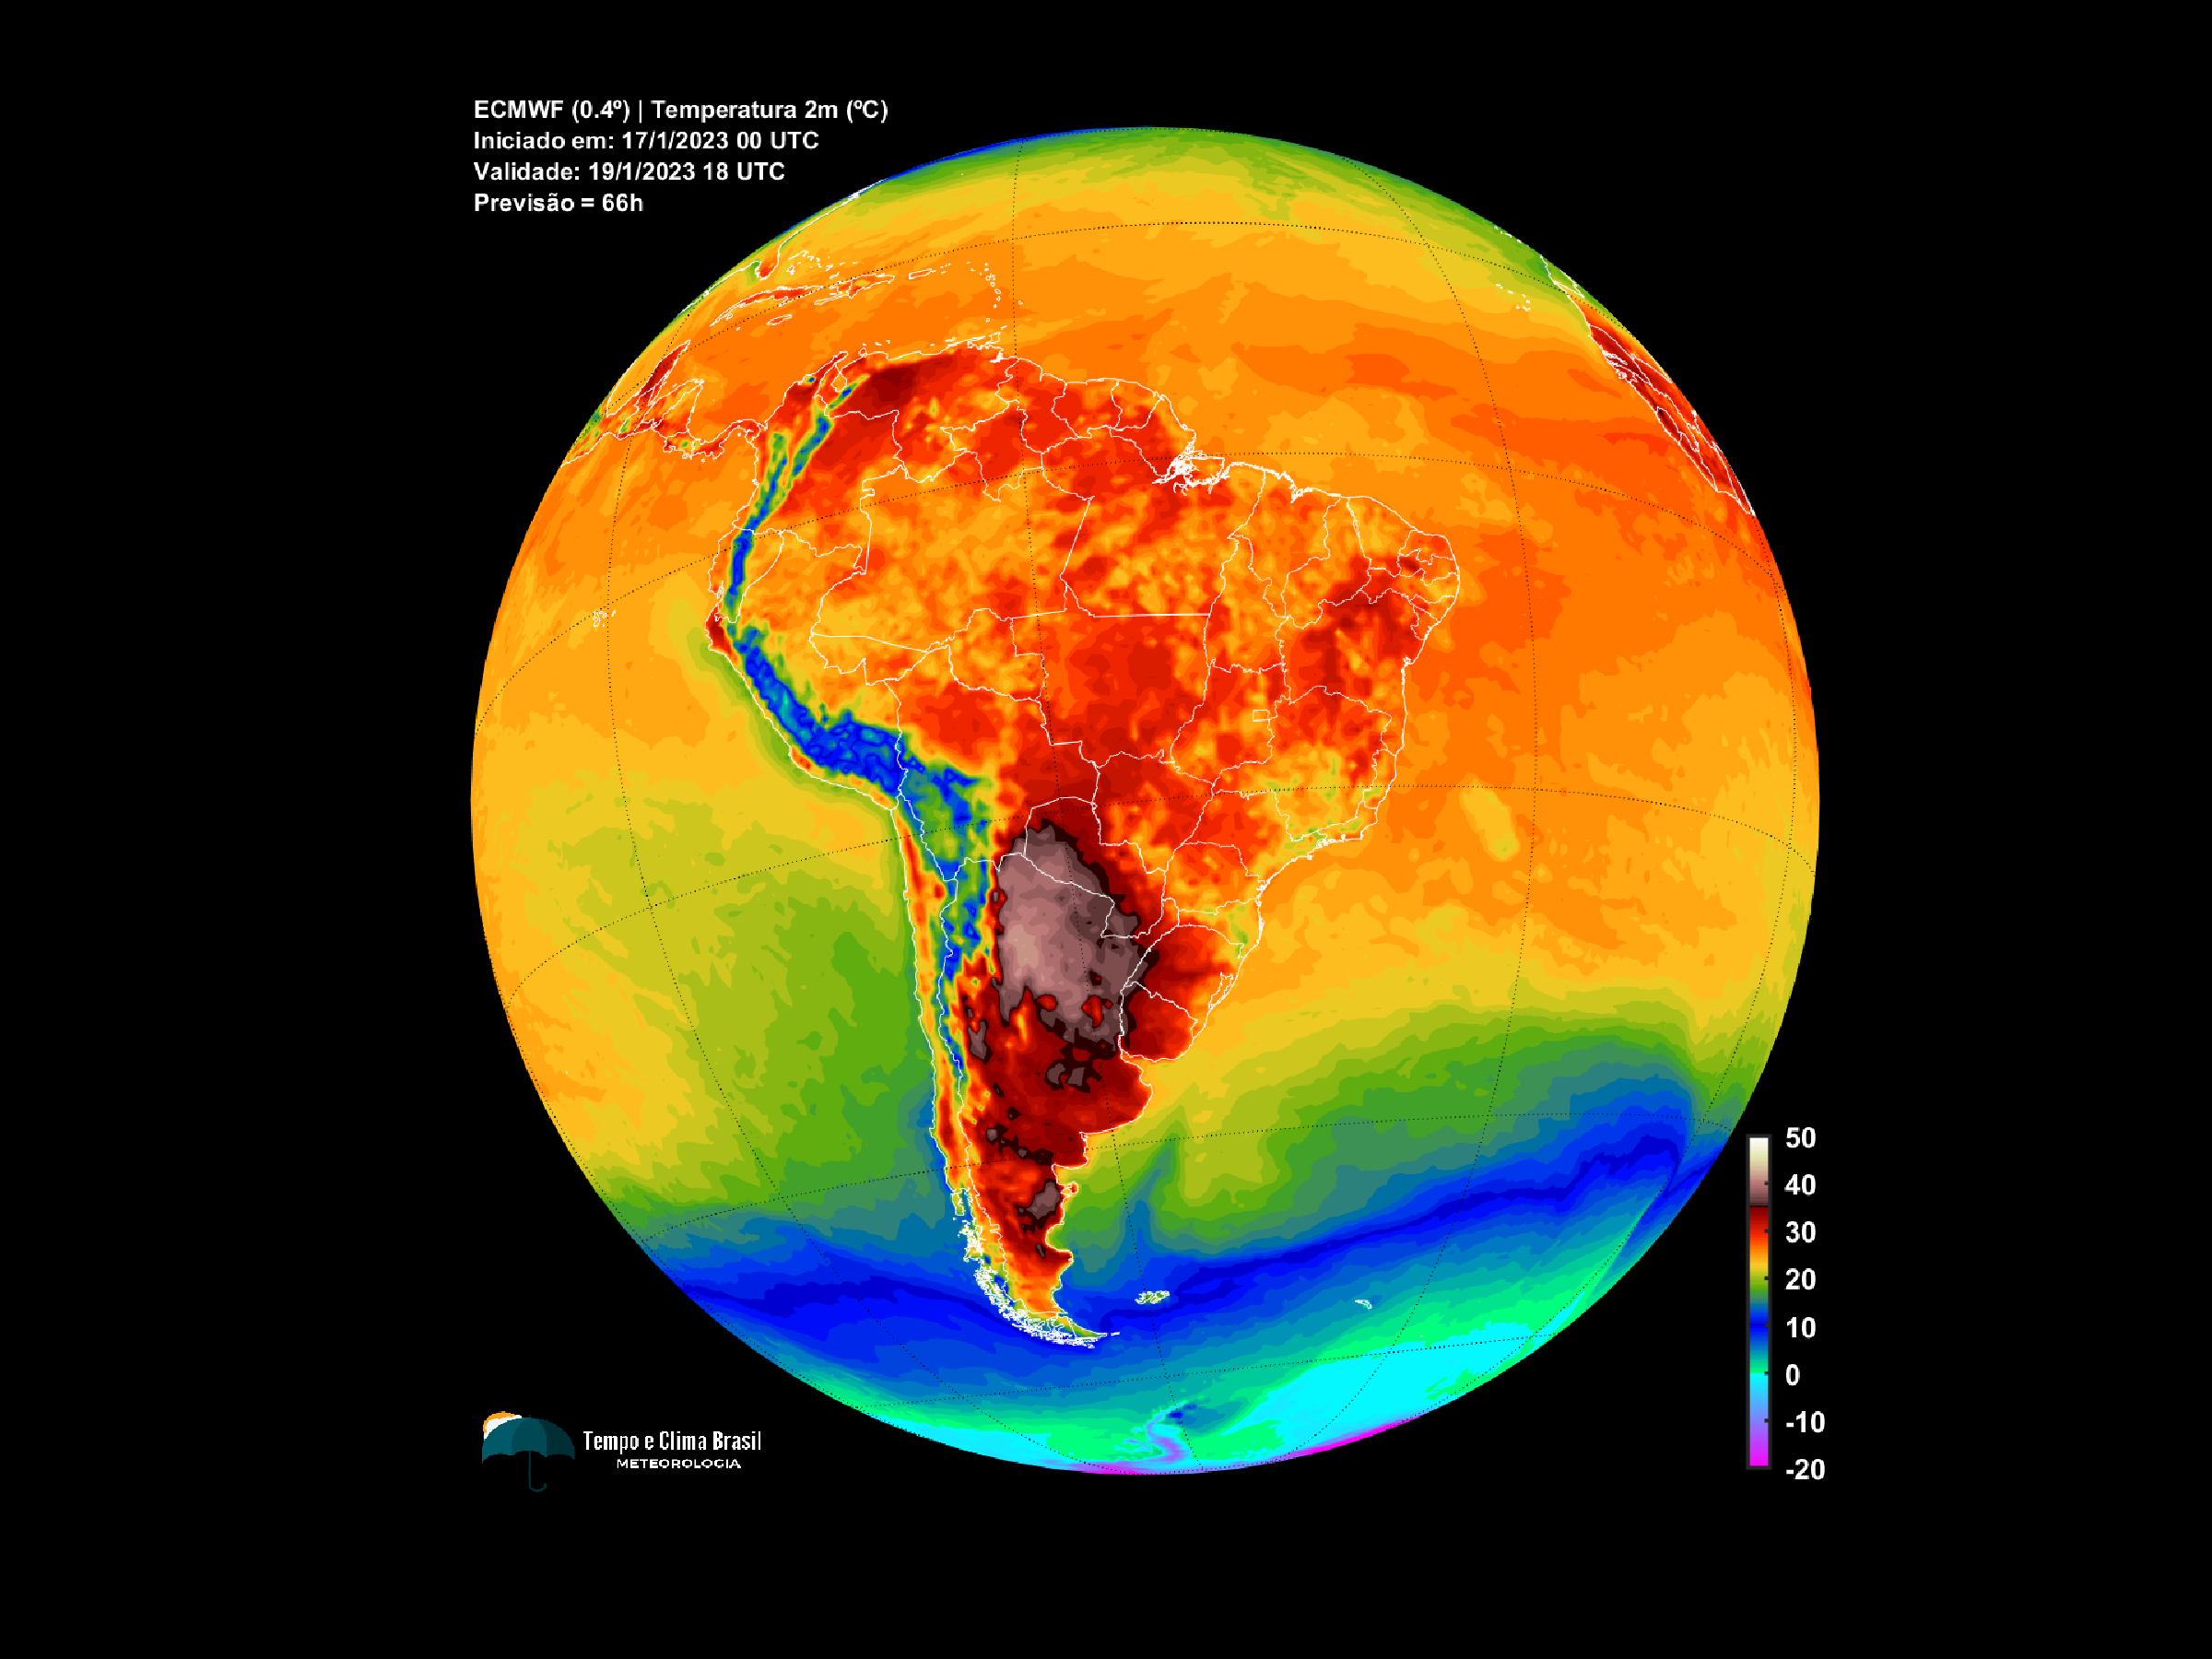 ECMWF (0.4º) | Temperatura 2m (ºC)
Iniciado em: 17/1/2023 00 UTC
Validade: 19/1/2023 18 UTC
Previsão = 66h
50
40
30
20
10
0
-10
-20
Tempo e Clima Brasil
METEOROLOGIA